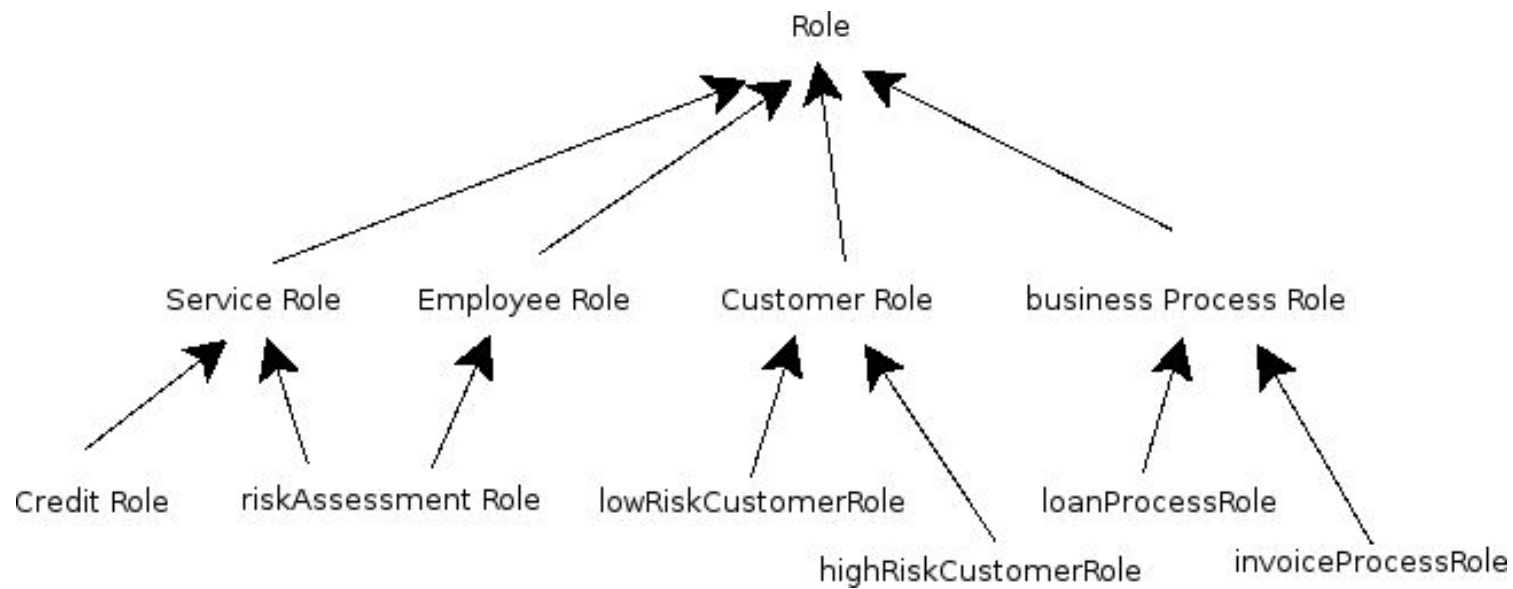 Role
Service Role
Employee Role
Customer Role
business Process Role
Credit Role
riskAssessment Role
lowRiskCustomerRole
loanProcessRole
highRiskCustomerRole
invoiceProcessRole